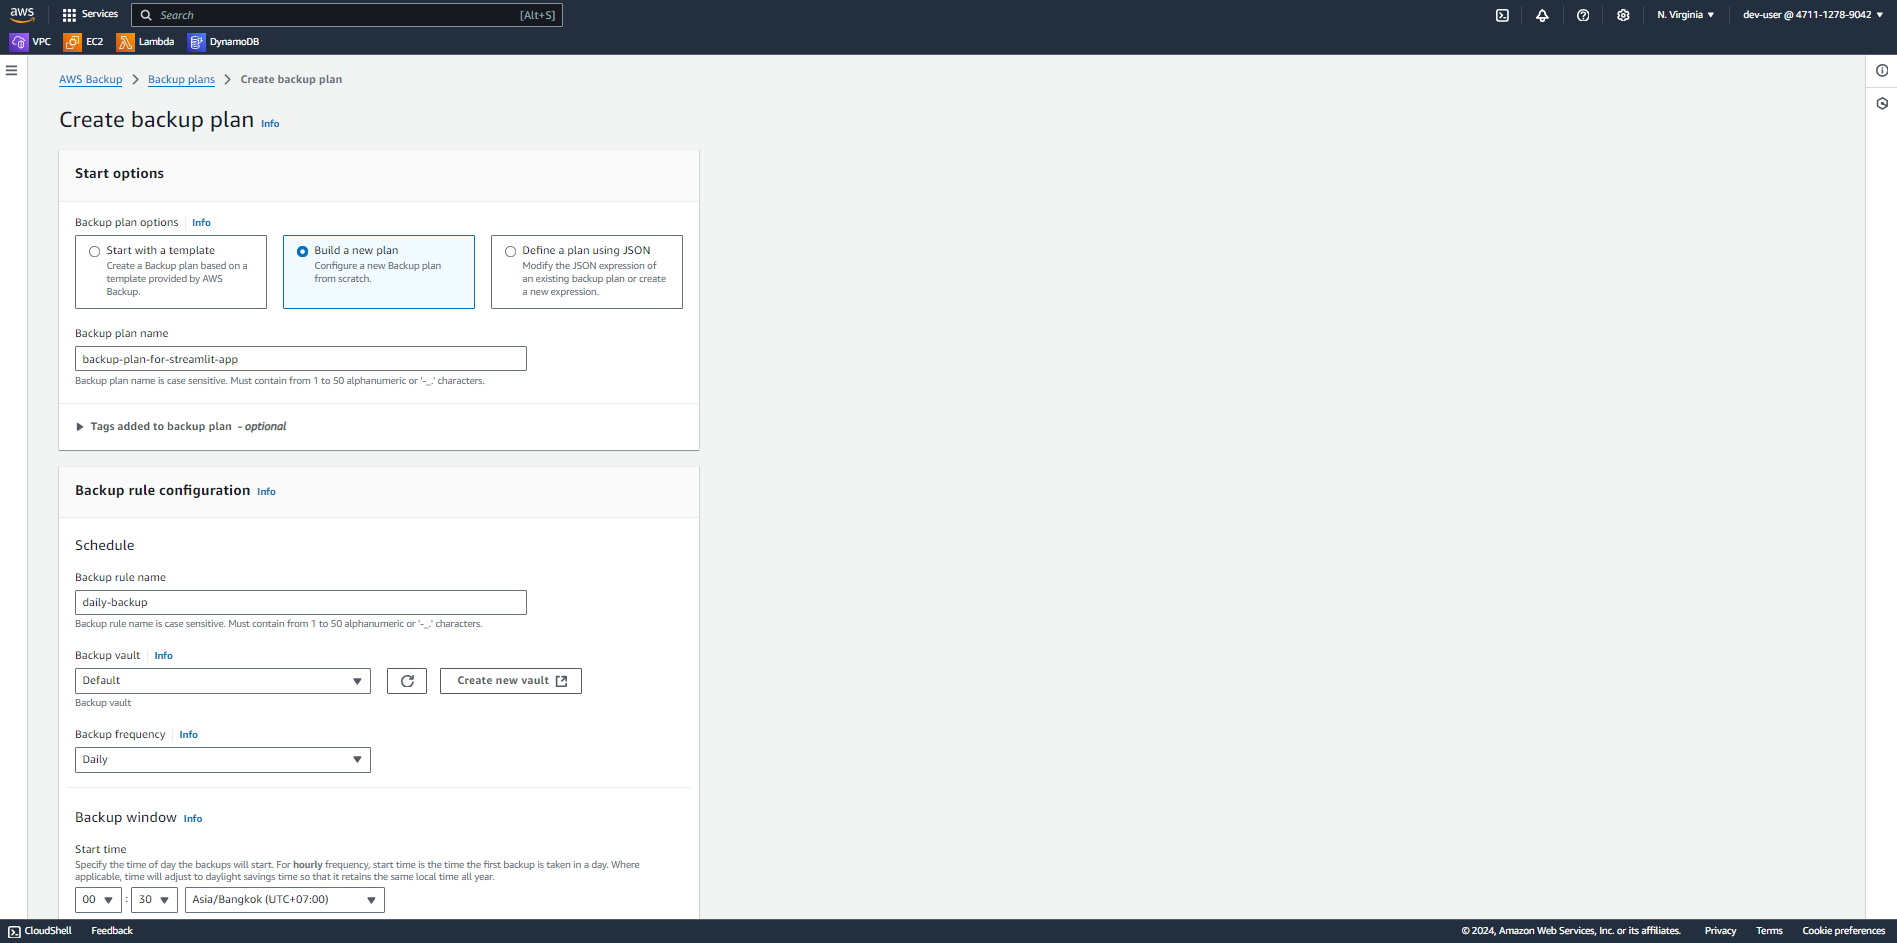 aws
Services
Search
[Alt+S]
N. Virginia
dev-user @ 4711-1278-9042
VPC
EC2
Lambda
DynamoDB
AWS Backup
Backup plans
Create backup plan
Create backup plan Info
Start options
Backup plan options Info
Start with a template
Create a Backup plan based on a
template provided by AWS
Backup.
Build a new plan
Configure a new Backup plan
from scratch.
Define a plan using JSON
Modify the JSON expression of
an existing backup plan or create
a new expression.
Backup plan name
backup-plan-for-streamlit-app
Backup plan name is case sensitive. Must contain from 1 to 50 alphanumeric or '-_.' characters.
Tags added to backup plan - optional
Backup rule configuration Info
Schedule
Backup rule name
daily-backup
Backup rule name is case sensitive. Must contain from 1 to 50 alphanumeric or '-_.' characters.
Backup vault Info
Default
Create new vault
Backup vault
Backup frequency Info
Daily
Backup window Info
Start time
Specify the time of day the backups will start. For hourly frequency, start time is the time the first backup is taken in a day. Where
applicable, time will adjust to daylight savings time so that it retains the same local time all year.
00 : 30 Asia/Bangkok (UTC+07:00)
CloudShell
Feedback
© 2024, Amazon Web Services, Inc. or its affiliates.
Privacy
Terms
Cookie preferences